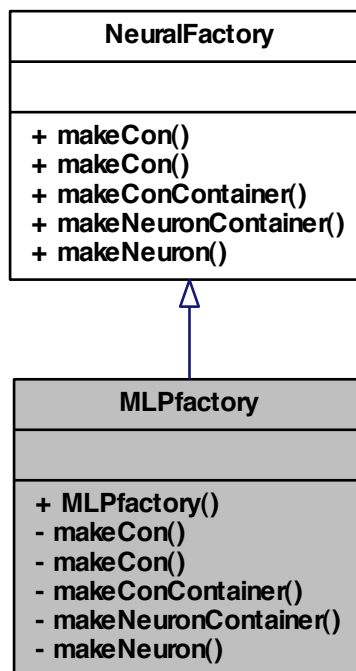 NeuralFactory
+ makeCon()
+ makeCon()
+ makeConContainer()
+ makeNeuronContainer()
+ makeNeuron()
MLPfactory
+ MLPfactory()
- makeCon()
- makeCon()
- makeConContainer()
- makeNeuronContainer()
- makeNeuron()